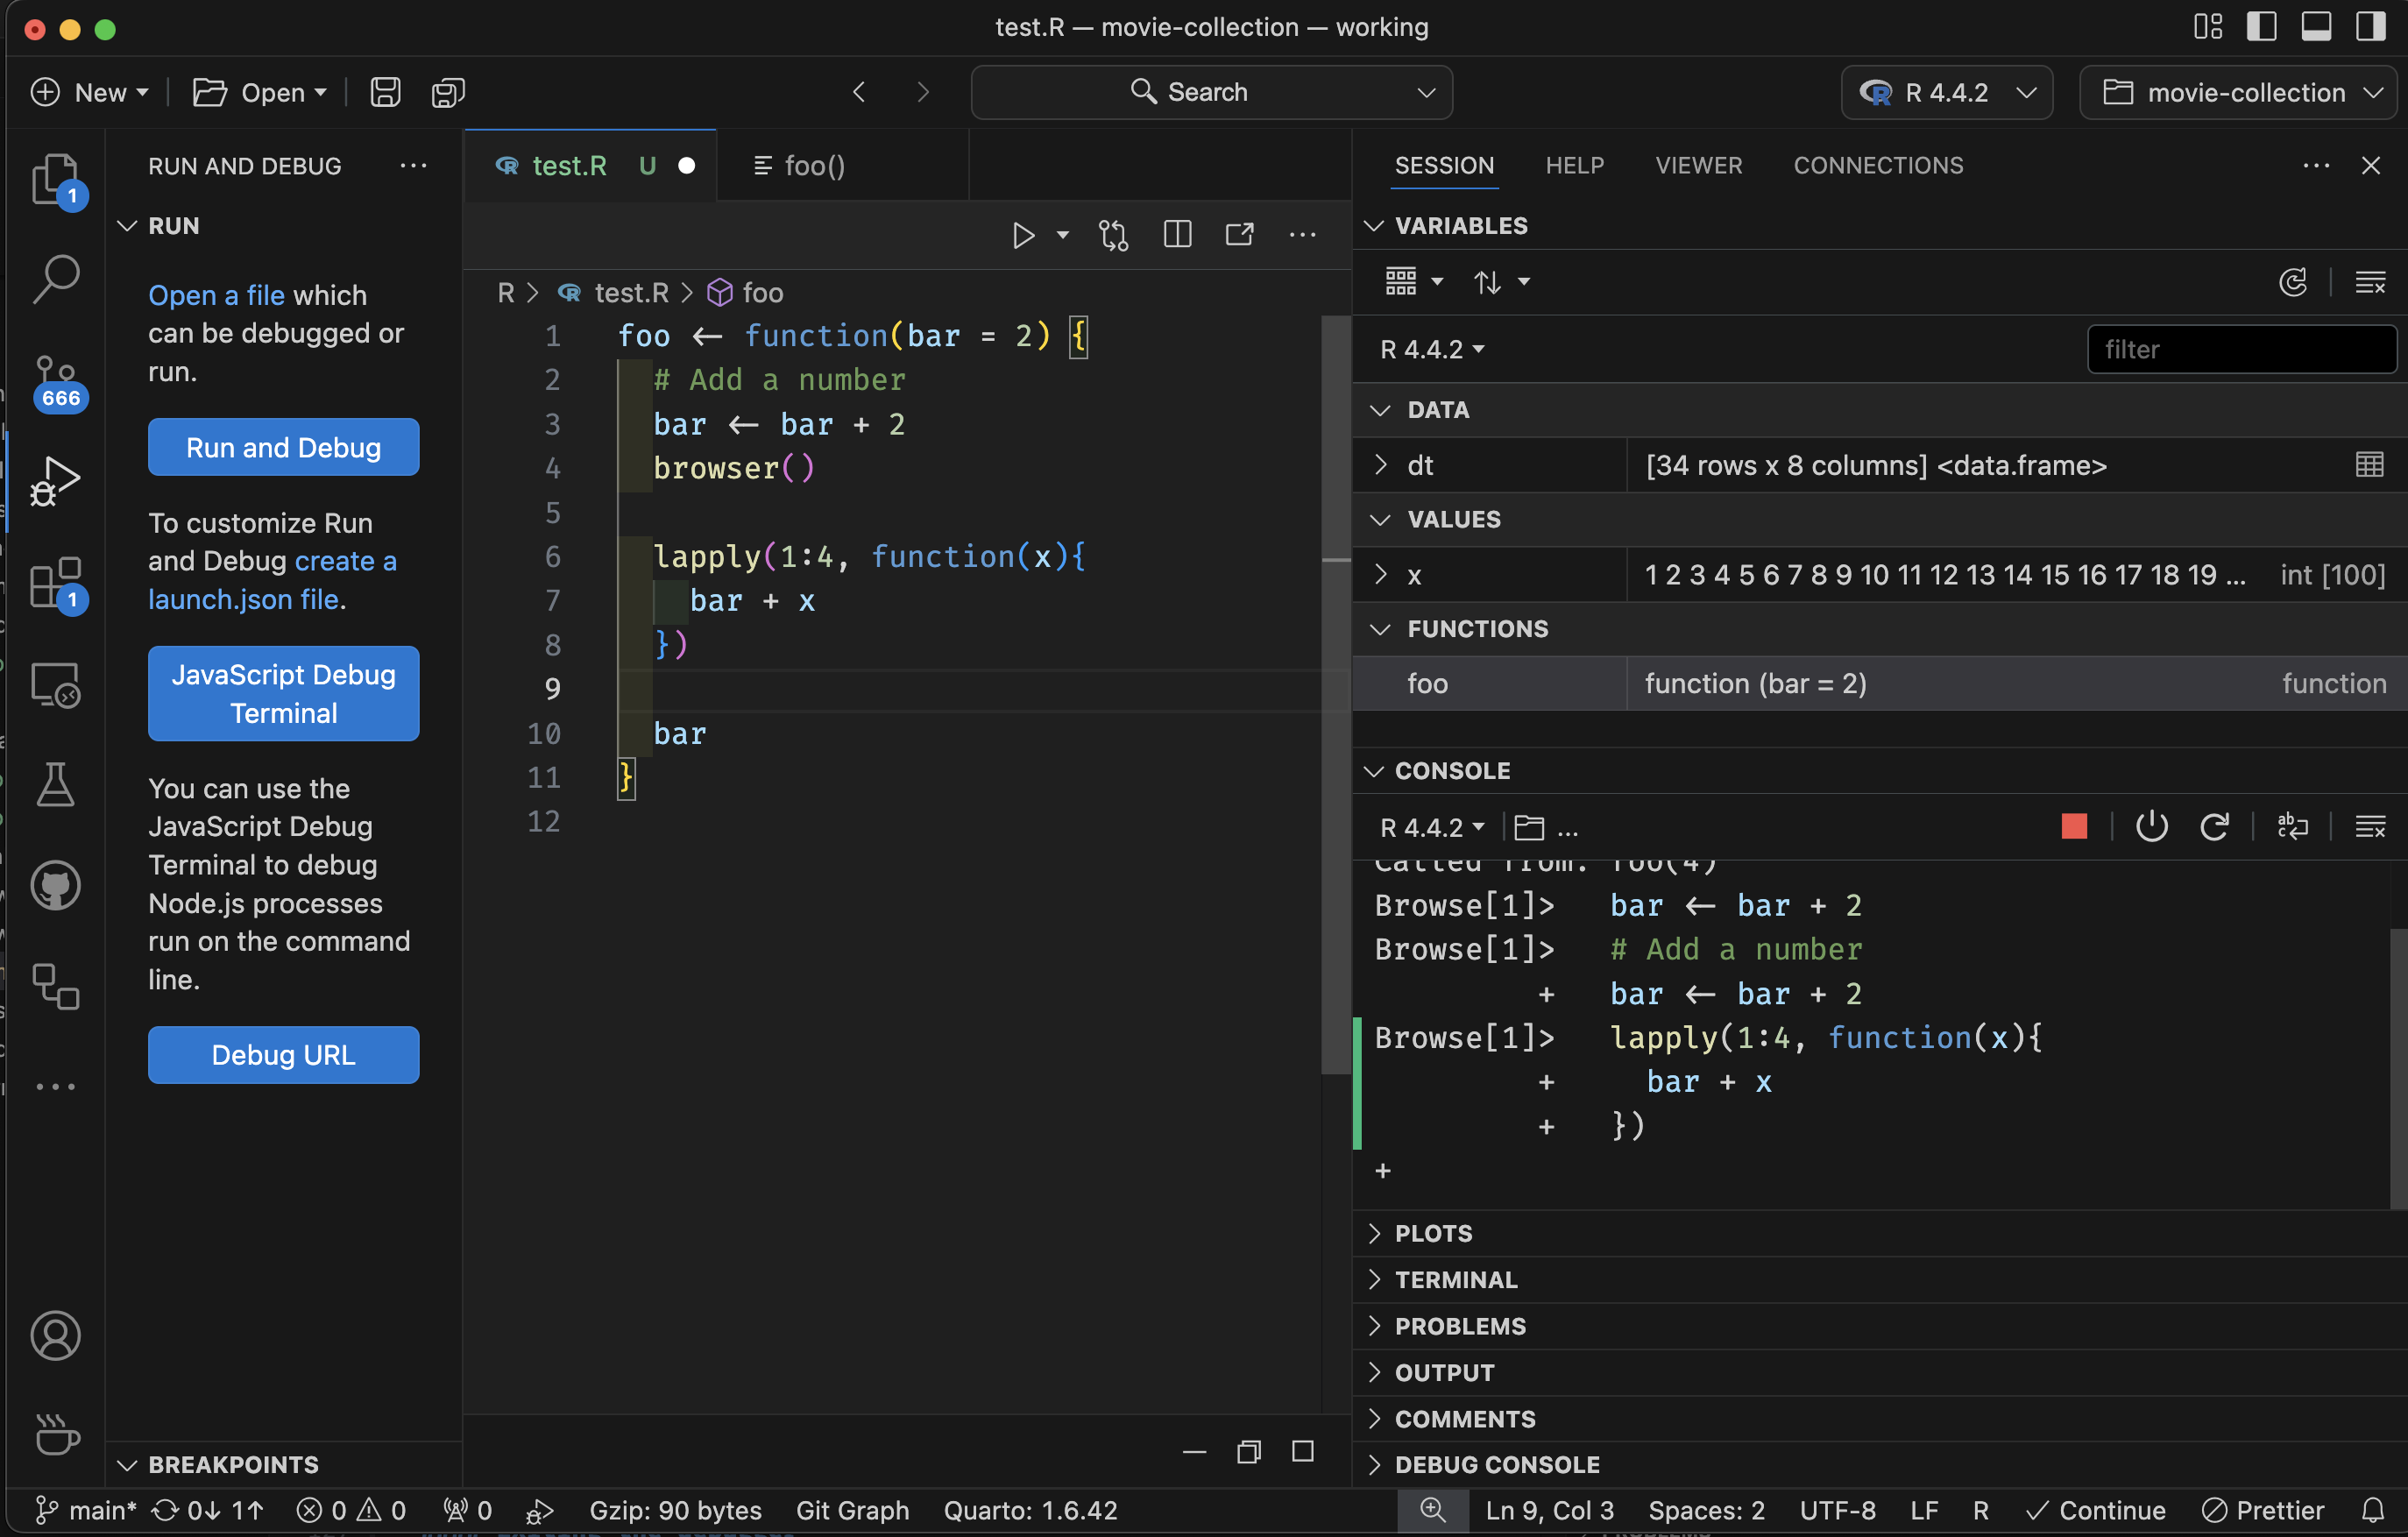 test.R — movie-collection — working
New
Open
Search
R 4.4.2
movie-collection
1
666
1
RUN AND DEBUG
RUN
Open a file which
can be debugged or
run.
Run and Debug
To customize Run
and Debug create a
launch.json file.
JavaScript Debug
Terminal
You can use the
JavaScript Debug
Terminal to debug
Node.js processes
run on the command
line.
Debug URL
BREAKPOINTS
test.R U
foo()
R > test.R > foo
1 foo <- function(bar = 2) {
2 # Add a number
3 bar <- bar + 2
4 browser()
5
6 lapply(1:4, function(x){
7 bar + x
8 })
9
10 bar
11 }
12
SESSION HELP VIEWER CONNECTIONS
VARIABLES
R 4.4.2
filter
DATA
dt [34 rows x 8 columns] <data.frame>
VALUES
x 1 2 3 4 5 6 7 8 9 10 11 12 13 14 15 16 17 18 19 ... int [100]
FUNCTIONS
foo function (bar = 2) function
CONSOLE
R 4.4.2 ...
Called from: foo(4)
Browse[1]> bar <- bar + 2
Browse[1]> # Add a number
+ bar <- bar + 2
Browse[1]> lapply(1:4, function(x){
+ bar + x
+ })
+
PLOTS
TERMINAL
PROBLEMS
OUTPUT
COMMENTS
DEBUG CONSOLE
main* 0↓ 1↑ 0 0 0 Gzip: 90 bytes Git Graph Quarto: 1.6.42 Ln 9, Col 3 Spaces: 2 UTF-8 LF R Continue Prettier